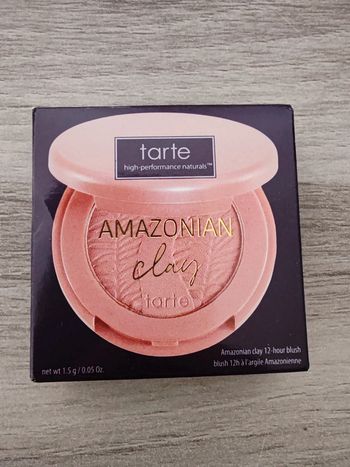 tarte
high-performance naturals™
AMAZONIAN
clay
tarte
Amazonian clay 12-hour blush
blush 12h à l'argile Amazonienne
net wt. 1.5 g / 0.05 Oz.